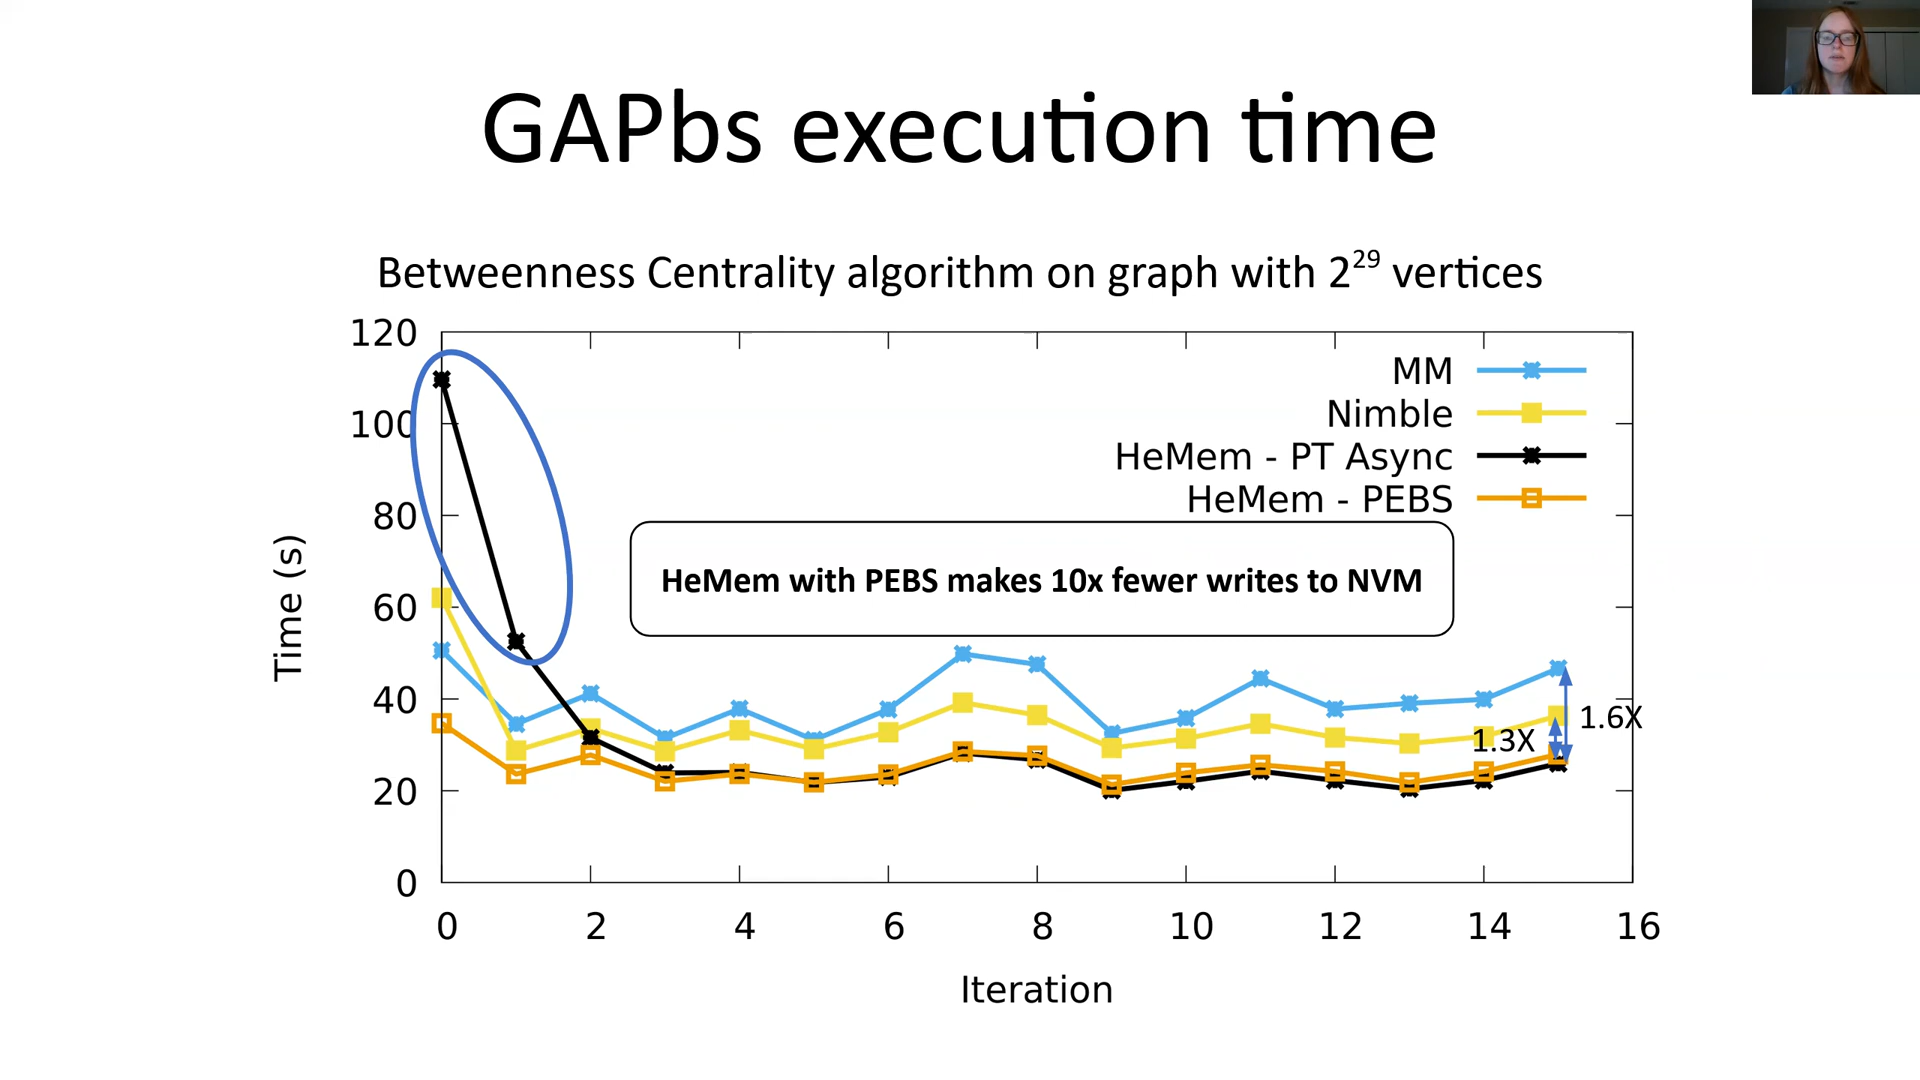 GAPbs execution time
Betweenness Centrality algorithm on graph with 2²⁹ vertices
120
100
80
60
40
20
0
Time (s)
MM
Nimble
HeMem - PT Async
HeMem - PEBS
HeMem with PEBS makes 10x fewer writes to NVM
1.6X
1.3X
0 2 4 6 8 10 12 14 16
Iteration